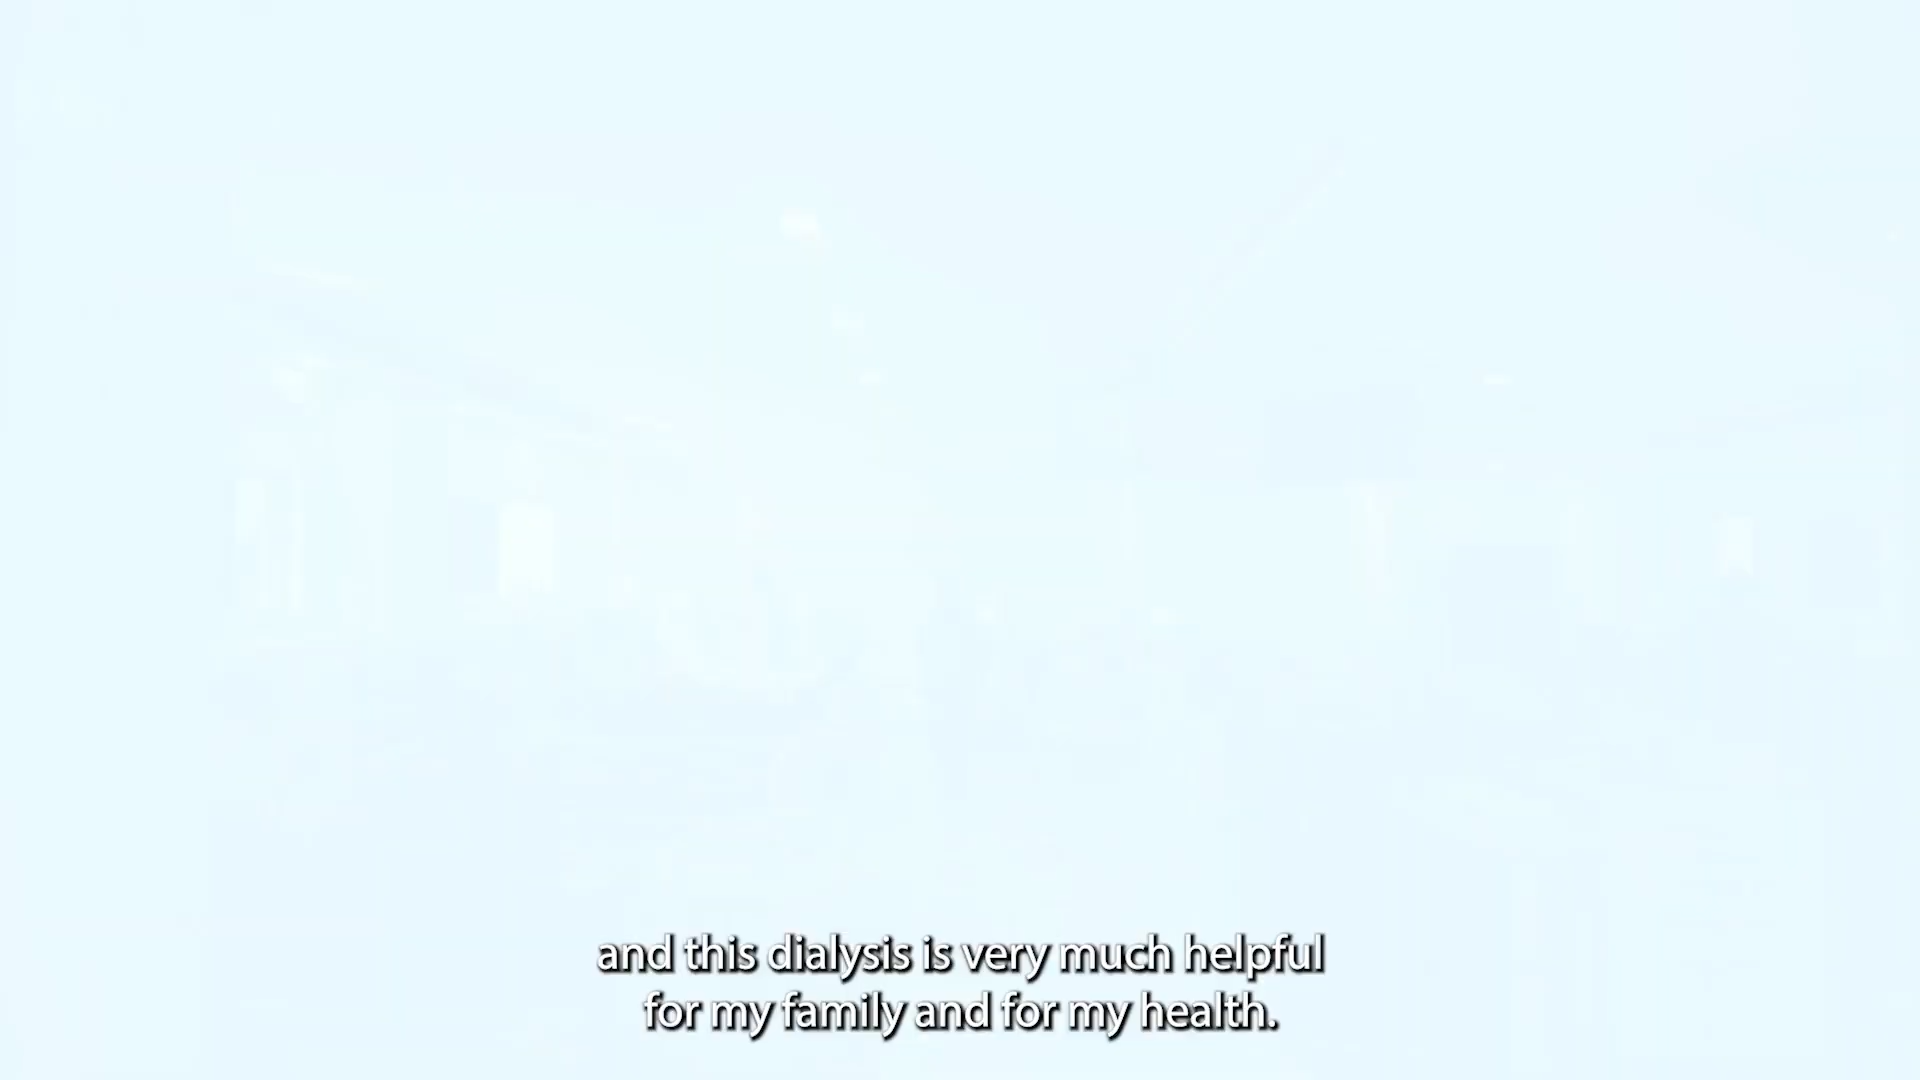 and this dialysis is very much helpful
for my family and for my health.